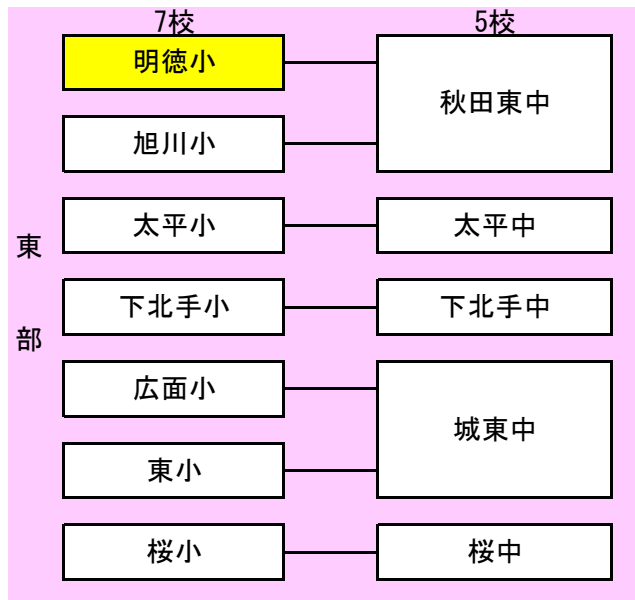 7校
5校
明徳小
秋田東中
旭川小
太平小
太平中
東部
下北手小
下北手中
広面小
城東中
東小
桜小
桜中